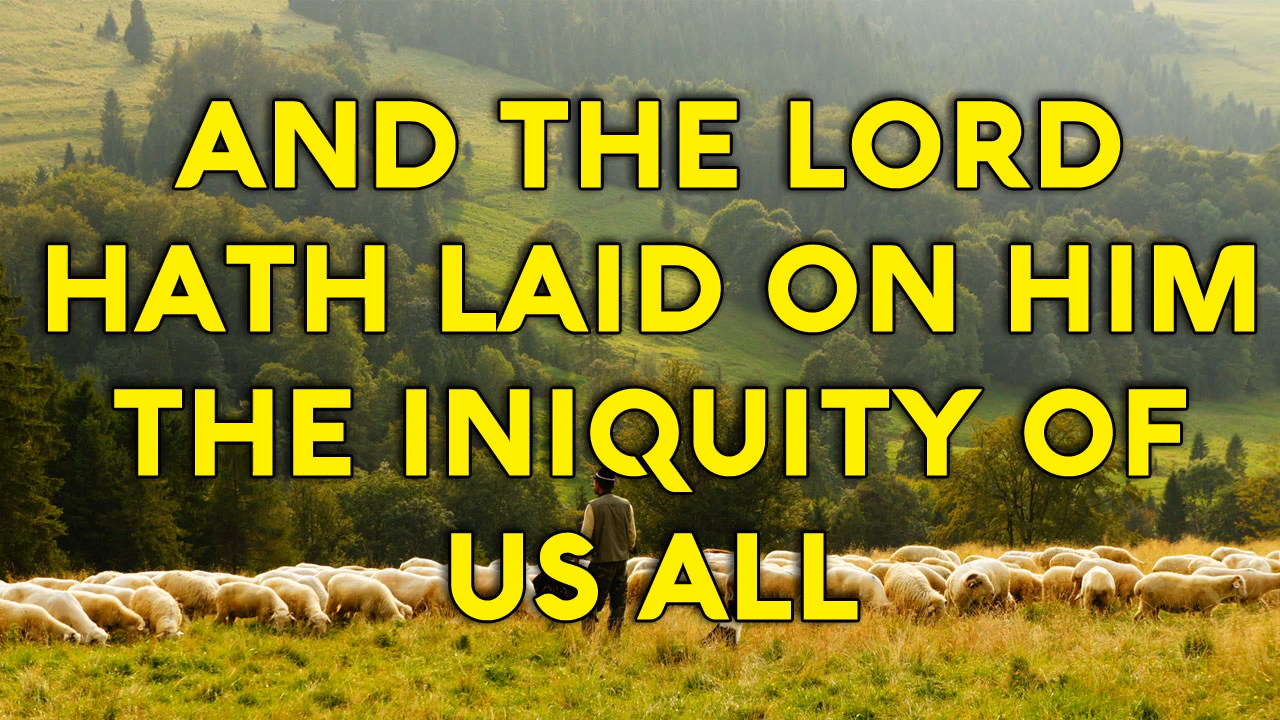 AND THE LORD
HATH LAID ON HIM
THE INIQUITY OF
US ALL